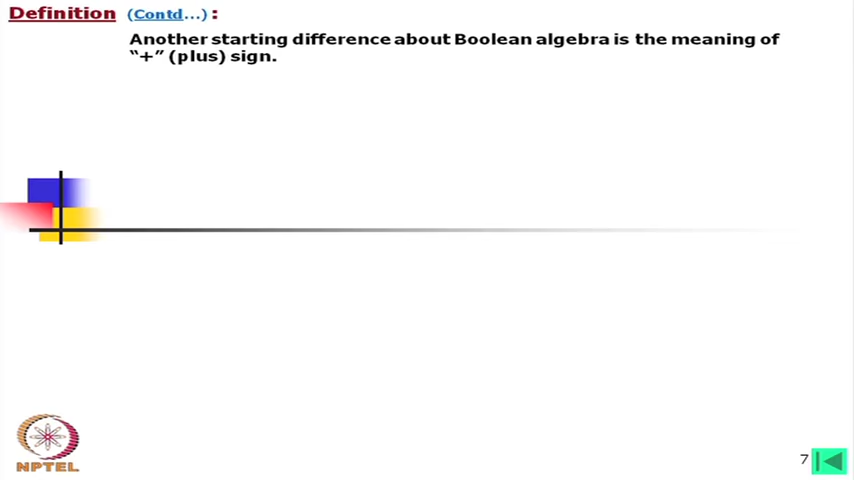 Definition (Contd...) :
Another starting difference about Boolean algebra is the meaning of
“+” (plus) sign.
NPTEL
7